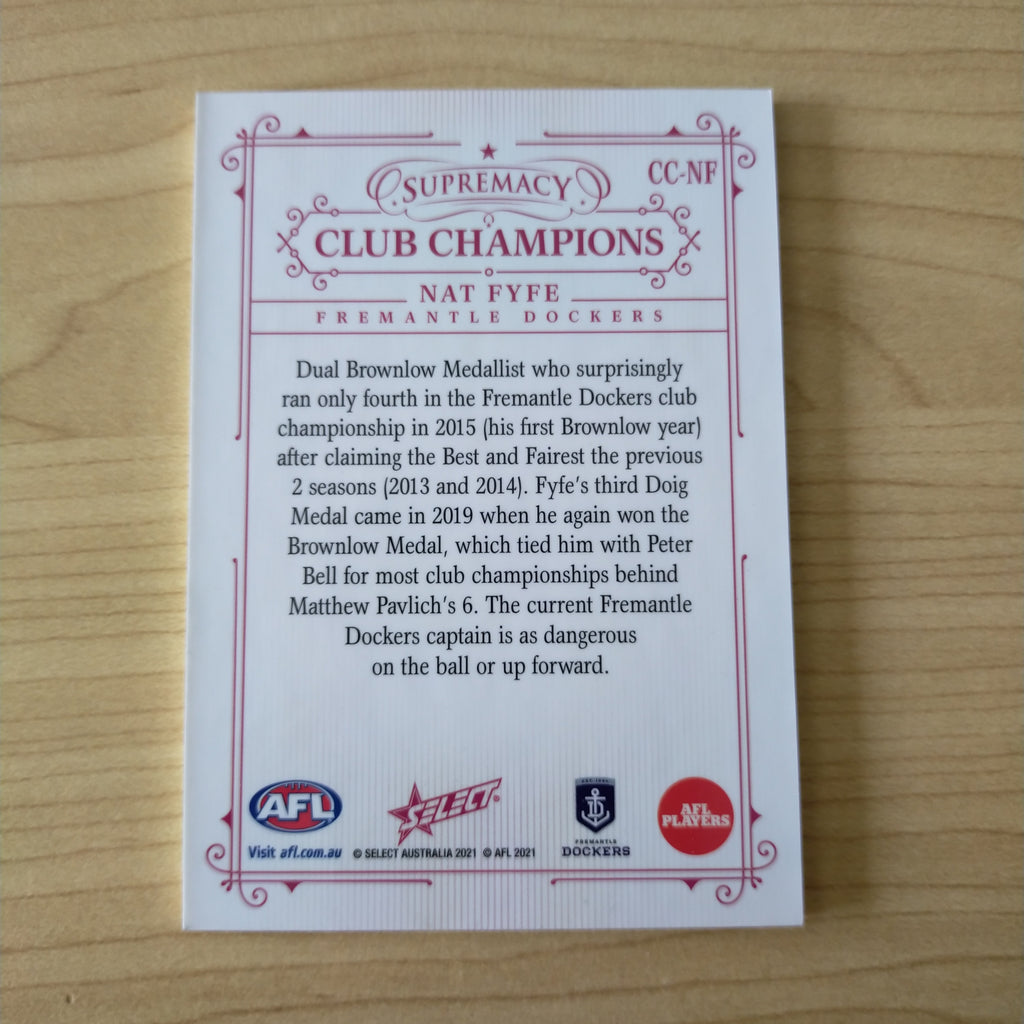 CC-NF
SUPREMACY
CLUB CHAMPIONS
NAT FYFE
FREMANTLE DOCKERS
Dual Brownlow Medallist who surprisingly
ran only fourth in the Fremantle Dockers club
championship in 2015 (his first Brownlow year)
after claiming the Best and Fairest the previous
2 seasons (2013 and 2014). Fyfe's third Doig
Medal came in 2019 when he again won the
Brownlow Medal, which tied him with Peter
Bell for most club championships behind
Matthew Pavlich's 6. The current Fremantle
Dockers captain is as dangerous
on the ball or up forward.
AFL
Visit afl.com.au
SELECT®
© SELECT AUSTRALIA 2021 © AFL 2021
FREMANTLE
DOCKERS
AFL
PLAYERS